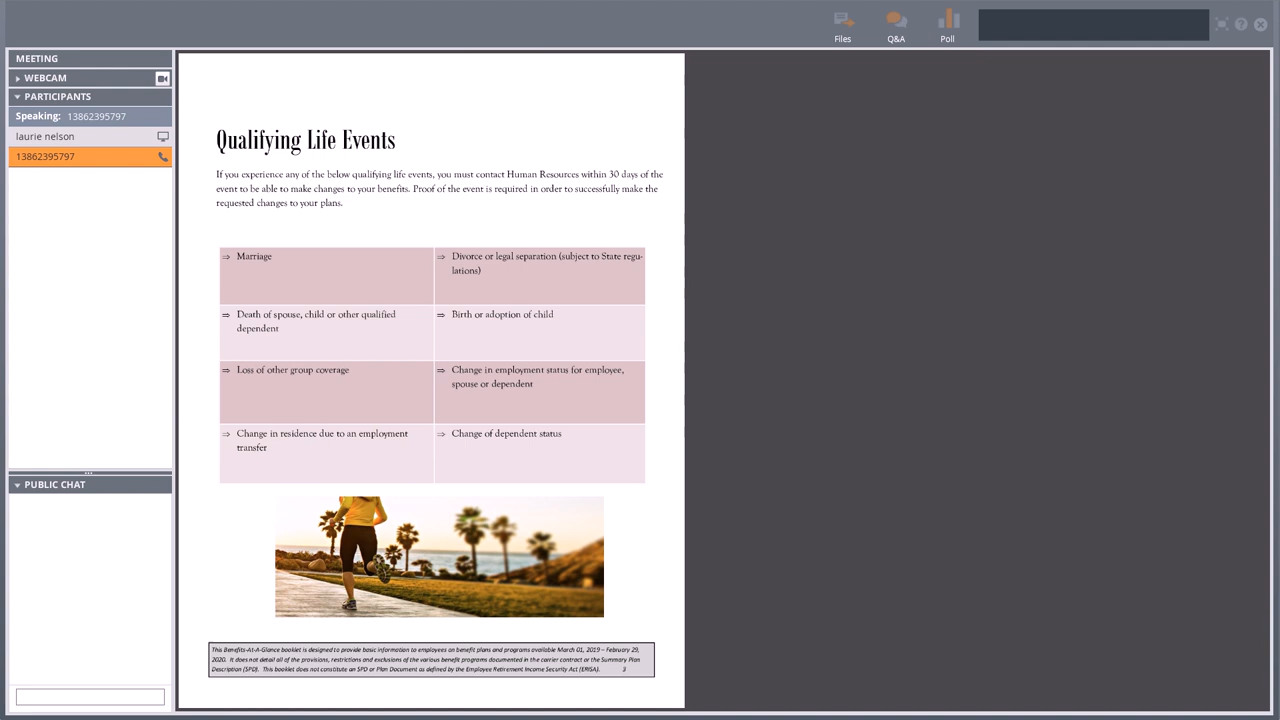 Files
Q&A
Poll
MEETING
WEBCAM
PARTICIPANTS
Speaking: 13862395797
laurie nelson
13862395797
PUBLIC CHAT
Qualifying Life Events
If you experience any of the below qualifying life events, you must contact Human Resources within 30 days of the
event to be able to make changes to your benefits. Proof of the event is required in order to successfully make the
requested changes to your plans.
⇒ Marriage
⇒ Divorce or legal separation (subject to State regu-
lations)
⇒ Death of spouse, child or other qualified
dependent
⇒ Birth or adoption of child
⇒ Loss of other group coverage
⇒ Change in employment status for employee,
spouse or dependent
⇒ Change in residence due to an employment
transfer
⇒ Change of dependent status
This Benefits-At-A-Glance booklet is designed to provide basic information to employees on benefit plans and programs available March 01, 2019 – February 29,
2020. It does not detail all of the provisions, restrictions and exclusions of the various benefit programs documented in the carrier contract or the Summary Plan
Description (SPD). This booklet does not constitute an SPD or Plan Document as defined by the Employee Retirement Income Security Act (ERISA). 3